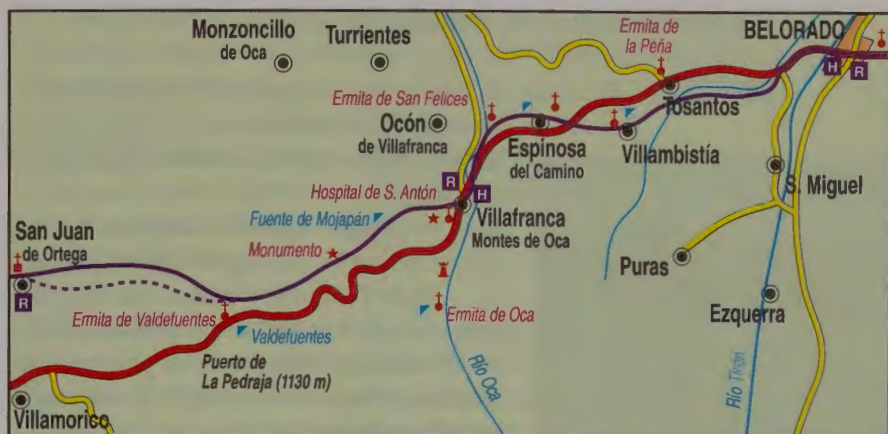 Monzoncillo
de Oca
Turrientes
Ermita de
la Peña
BELORADO
H
R
Ermita de San Felices
Tosantos
Ocón
de Villafranca
Espinosa
del Camino
Villambistía
R
H
Hospital de S. Antón
S. Miguel
Fuente de Mojapán
Villafranca
Montes de Oca
San Juan
de Ortega
Monumento
Puras
R
Ermita de Valdefuentes
Valdefuentes
Ermita de Oca
Ezquerra
Puerto de
La Pedraja (1130 m)
Río Oca
Río Tirón
Villamorico